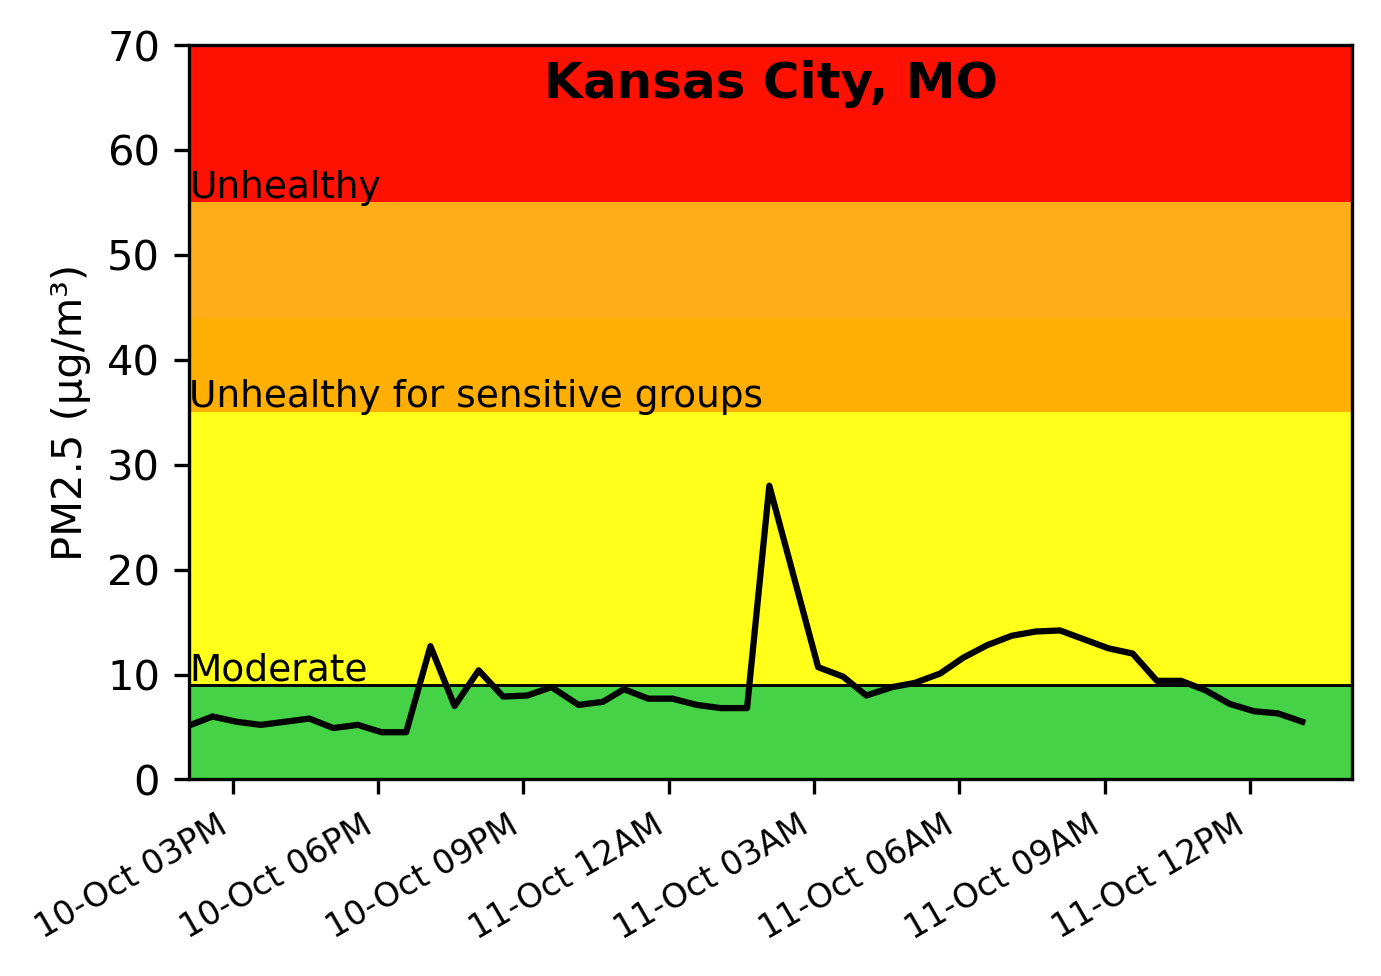 Kansas City, MO
PM2.5 (µg/m³)
70
60
50
40
30
20
10
0
Unhealthy
Unhealthy for sensitive groups
Moderate
10-Oct 03PM
10-Oct 06PM
10-Oct 09PM
11-Oct 12AM
11-Oct 03AM
11-Oct 06AM
11-Oct 09AM
11-Oct 12PM